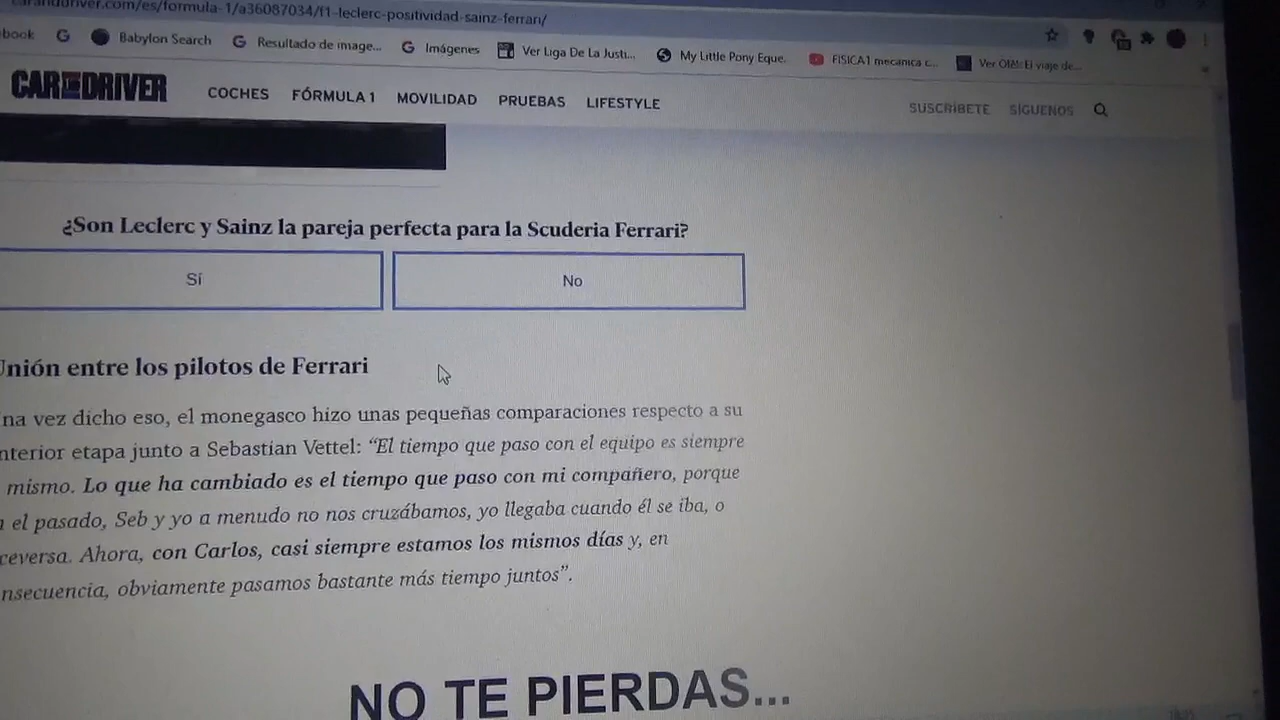 caranddriver.com/es/formula-1/a36087034/f1-leclerc-positividad-sainz-ferrari/
book Babylon Search Resultado de image... Imágenes Ver Liga De La Justi... My Little Pony Eque. FISICA1 mecanica c... Ver Olé!: El viaje de...
CAR AND DRIVER COCHES FÓRMULA 1 MOVILIDAD PRUEBAS LIFESTYLE SUSCRÍBETE SÍGUENOS
¿Son Leclerc y Sainz la pareja perfecta para la Scuderia Ferrari?
Sí No
Unión entre los pilotos de Ferrari
na vez dicho eso, el monegasco hizo unas pequeñas comparaciones respecto a su
nterior etapa junto a Sebastian Vettel: “El tiempo que paso con el equipo es siempre
mismo. Lo que ha cambiado es el tiempo que paso con mi compañero, porque
n el pasado, Seb y yo a menudo no nos cruzábamos, yo llegaba cuando él se iba, o
ceversa. Ahora, con Carlos, casi siempre estamos los mismos días y, en
nsecuencia, obviamente pasamos bastante más tiempo juntos”.
NO TE PIERDAS...